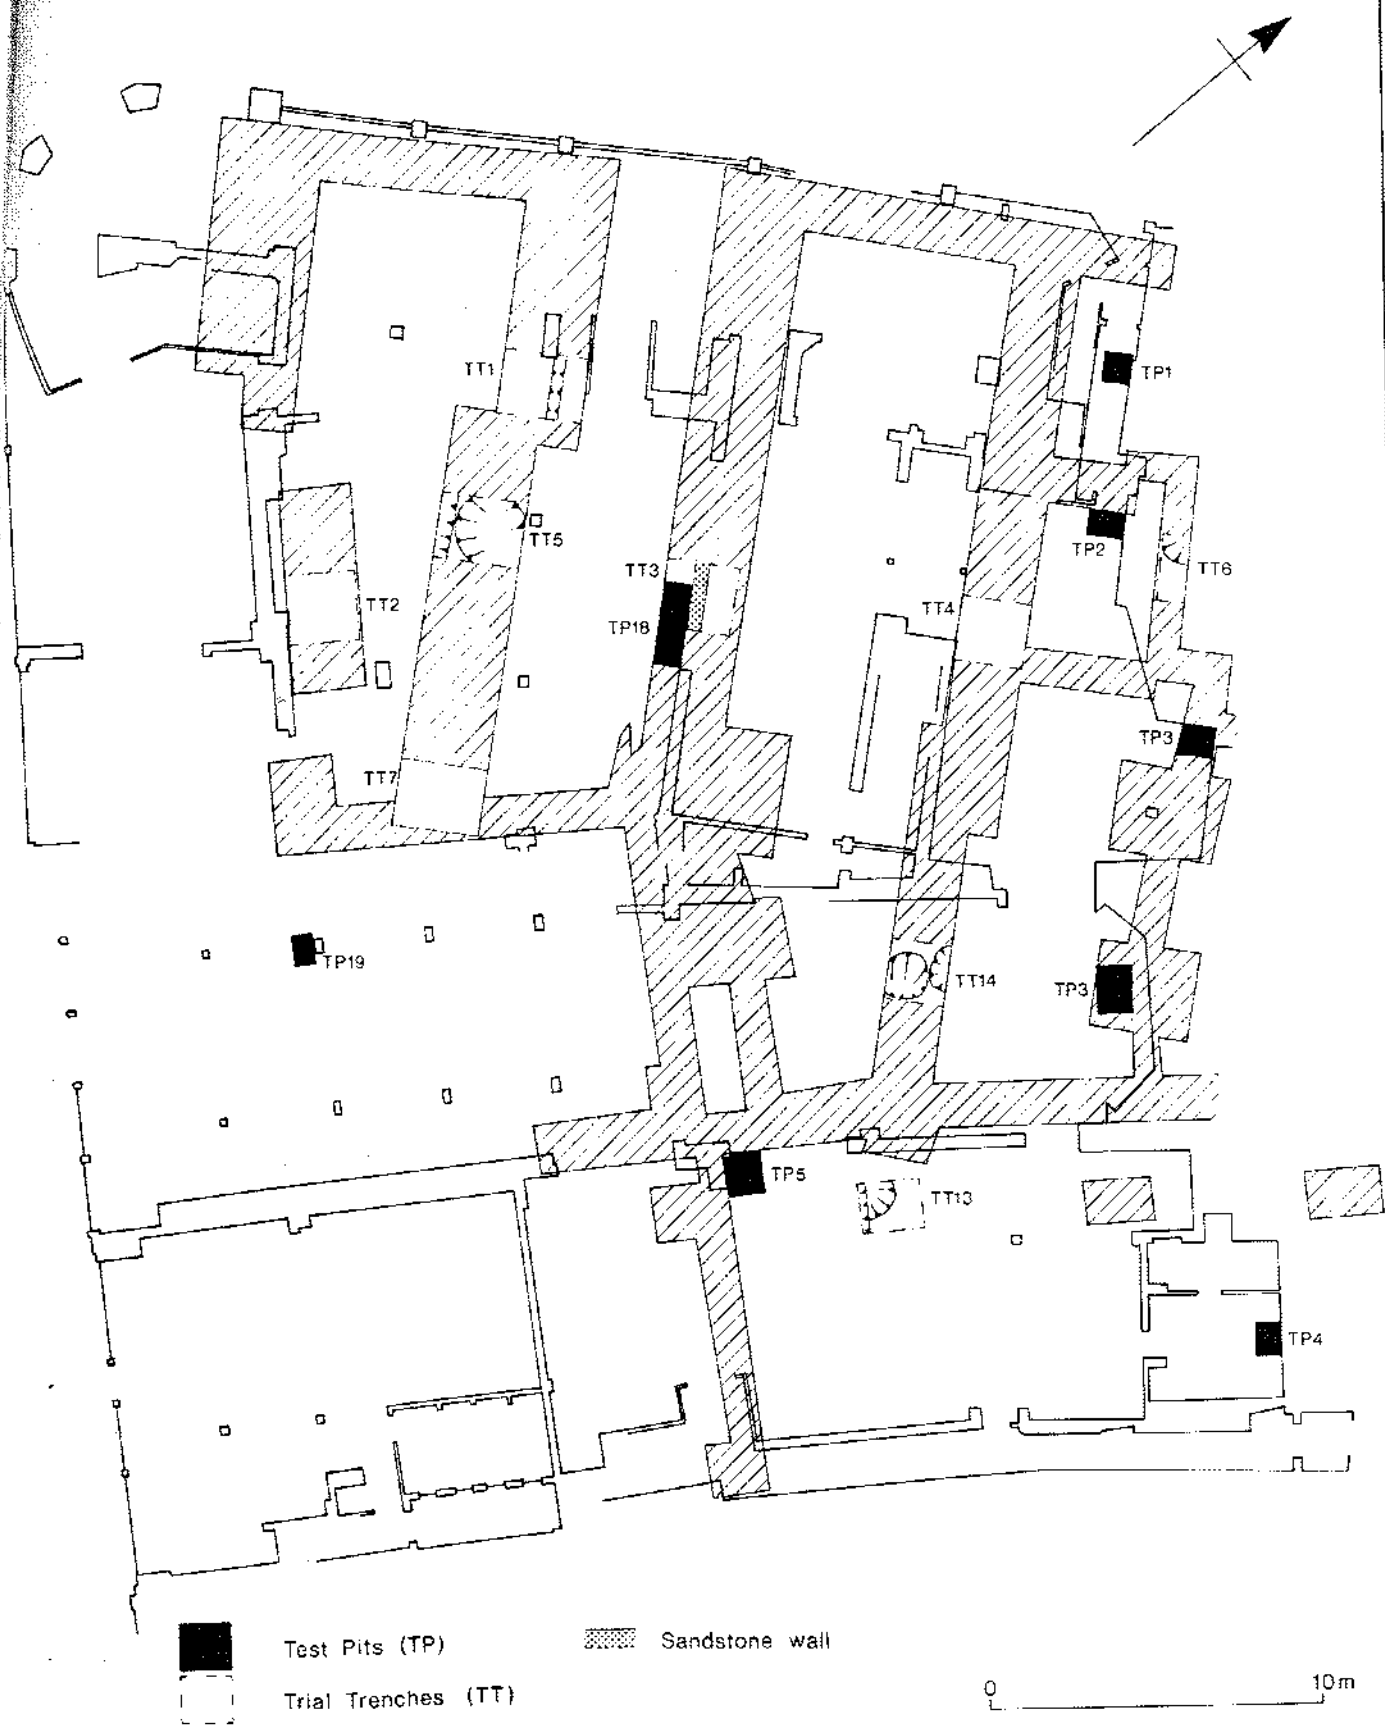 TT1
TP1
TT5
TP2
TT3
TT6
TT2
TT4
TP18
TP3
TT7
TP19
TT14
TP3
TP5
TT13
TP4
Test Pits (TP)
Sandstone wall
Trial Trenches (TT)
0 10m